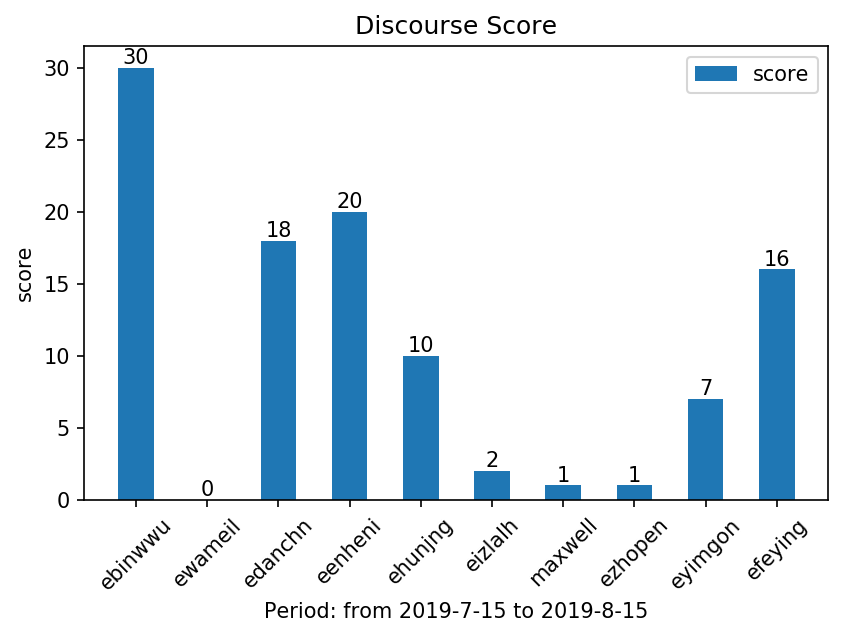 Discourse Score
score
30
25
20
15
10
5
0
score
30
0
18
20
10
2
1
1
7
16
ebinwwu
ewameil
edanchn
eenheni
ehunjng
eizlalh
maxwell
ezhopen
eyimgon
efeying
Period: from 2019-7-15 to 2019-8-15